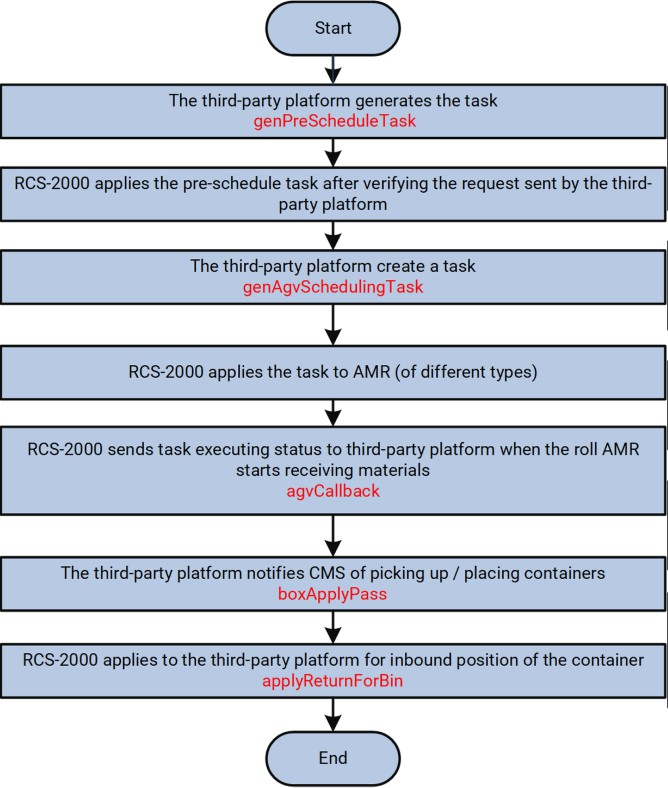 Start
The third-party platform generates the task
genPreScheduleTask
RCS-2000 applies the pre-schedule task after verifying the request sent by the third-
party platform
The third-party platform create a task
genAgvSchedulingTask
RCS-2000 applies the task to AMR (of different types)
RCS-2000 sends task executing status to third-party platform when the roll AMR
starts receiving materials
agvCallback
The third-party platform notifies CMS of picking up / placing containers
boxApplyPass
RCS-2000 applies to the third-party platform for inbound position of the container
applyReturnForBin
End